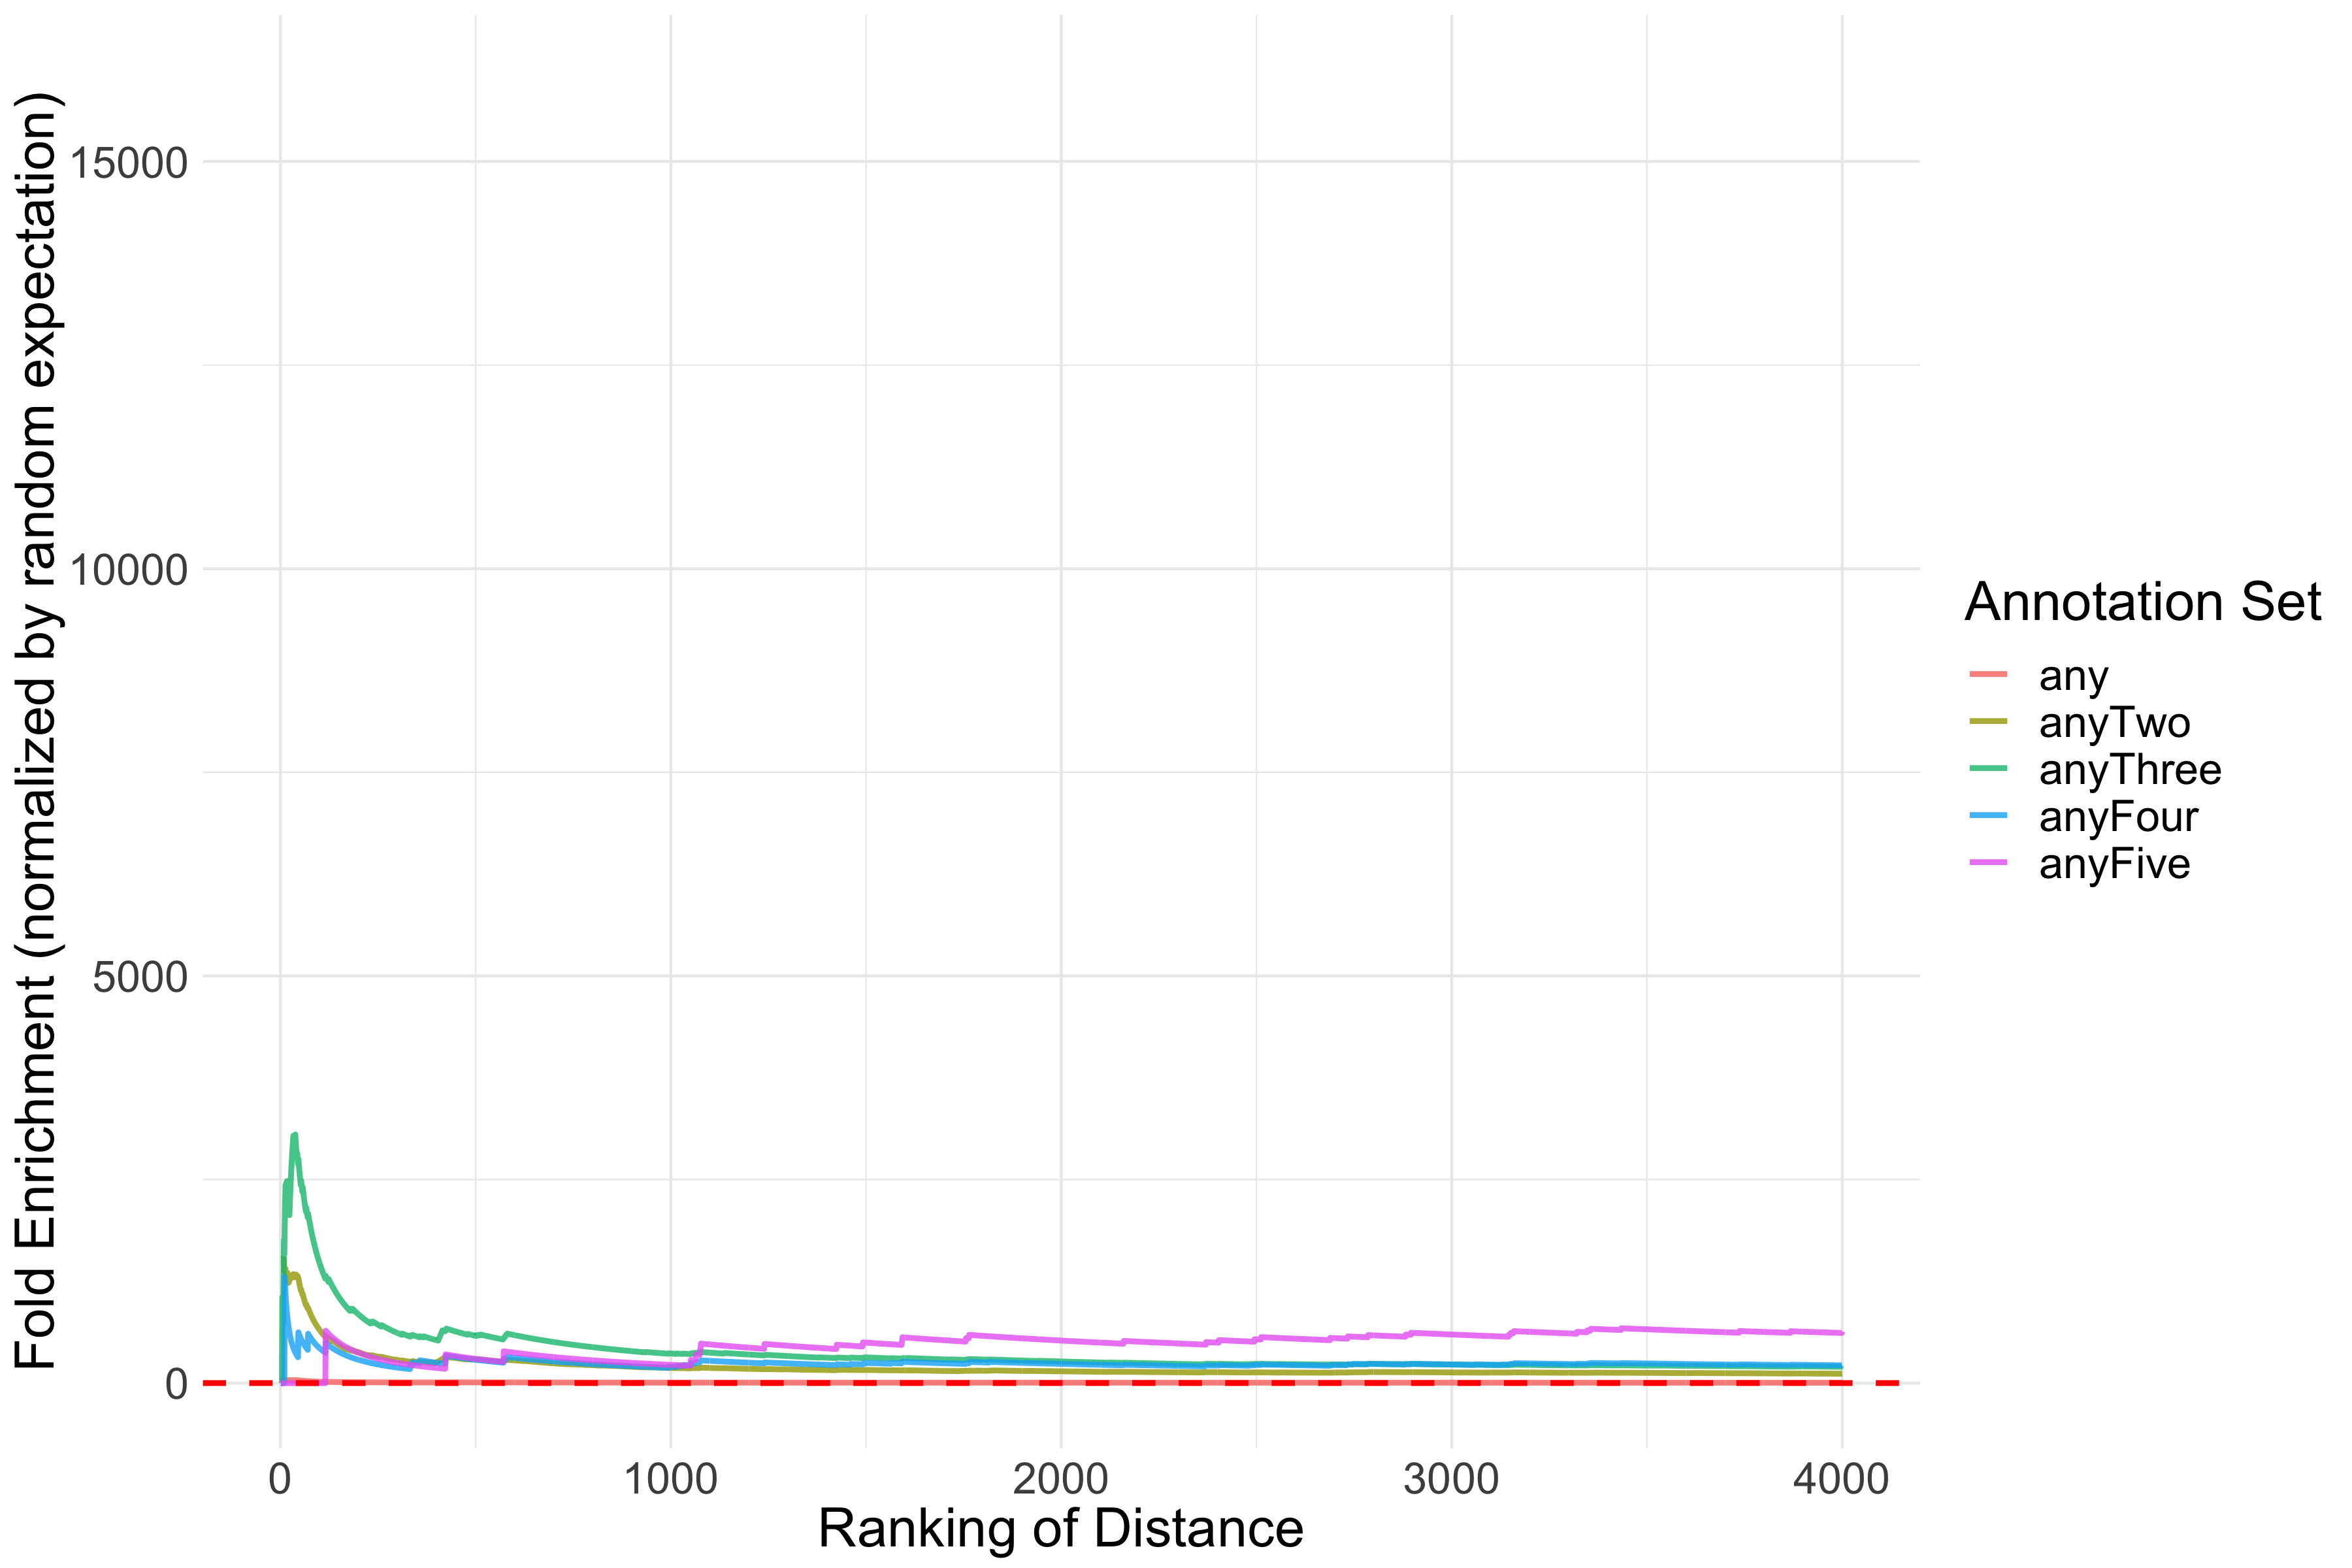 Fold Enrichment (normalized by random expectation)
15000
10000
5000
0
0 1000 2000 3000 4000
Ranking of Distance
Annotation Set
any
anyTwo
anyThree
anyFour
anyFive